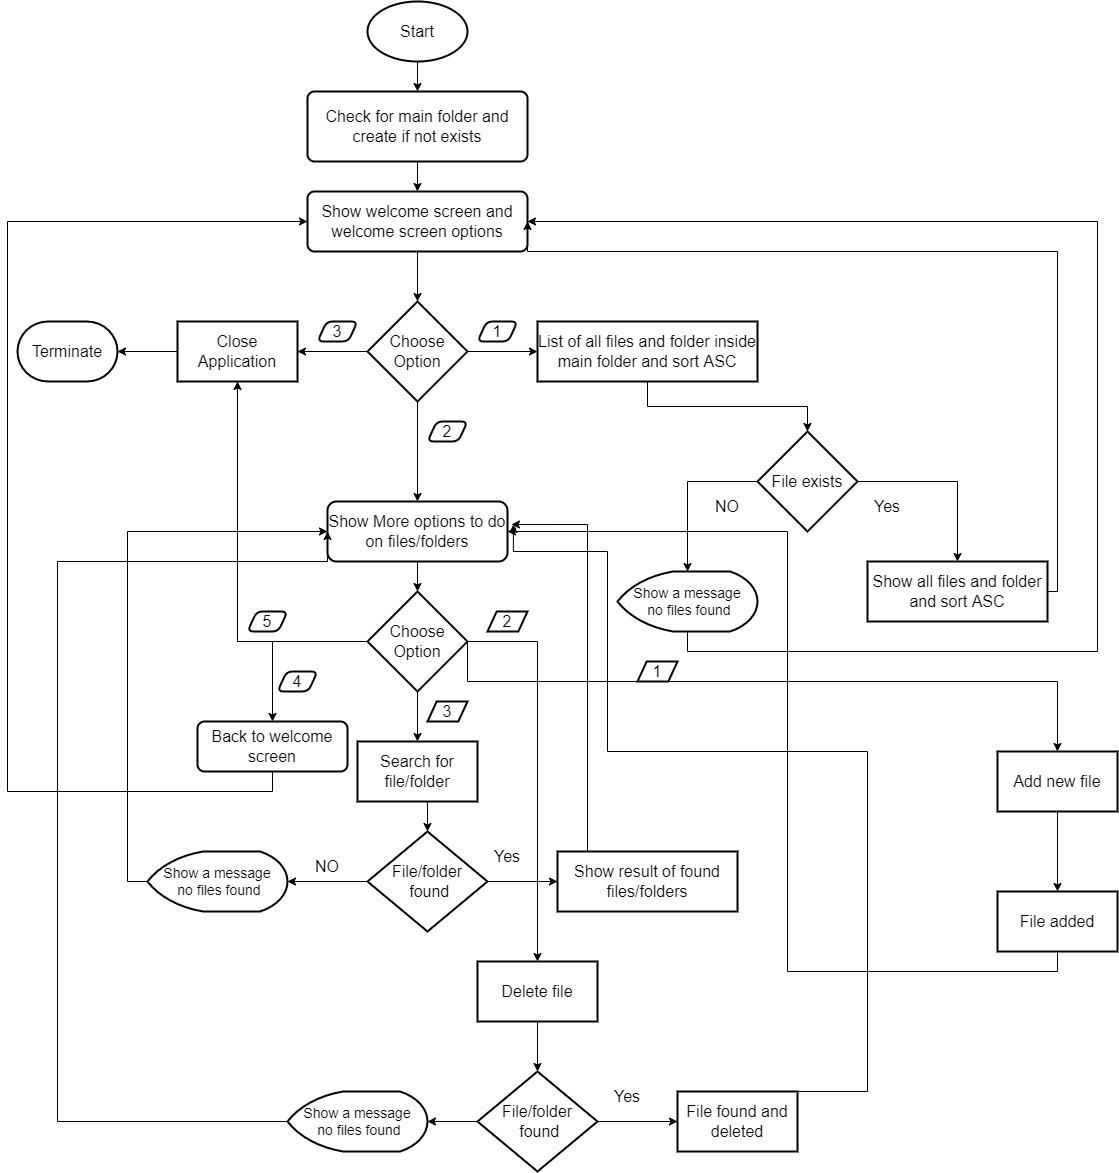 Start
Check for main folder and
create if not exists
Show welcome screen and
welcome screen options
3
1
Terminate
Close
Application
Choose
Option
List of all files and folder inside
main folder and sort ASC
2
File exists
NO
Yes
Show More options to do
on files/folders
Show a message
no files found
Show all files and folder
and sort ASC
5
Choose
Option
2
4
1
3
Back to welcome
screen
Search for
file/folder
Add new file
NO
Yes
Show a message
no files found
File/folder
found
Show result of found
files/folders
File added
Delete file
Yes
Show a message
no files found
File/folder
found
File found and
deleted